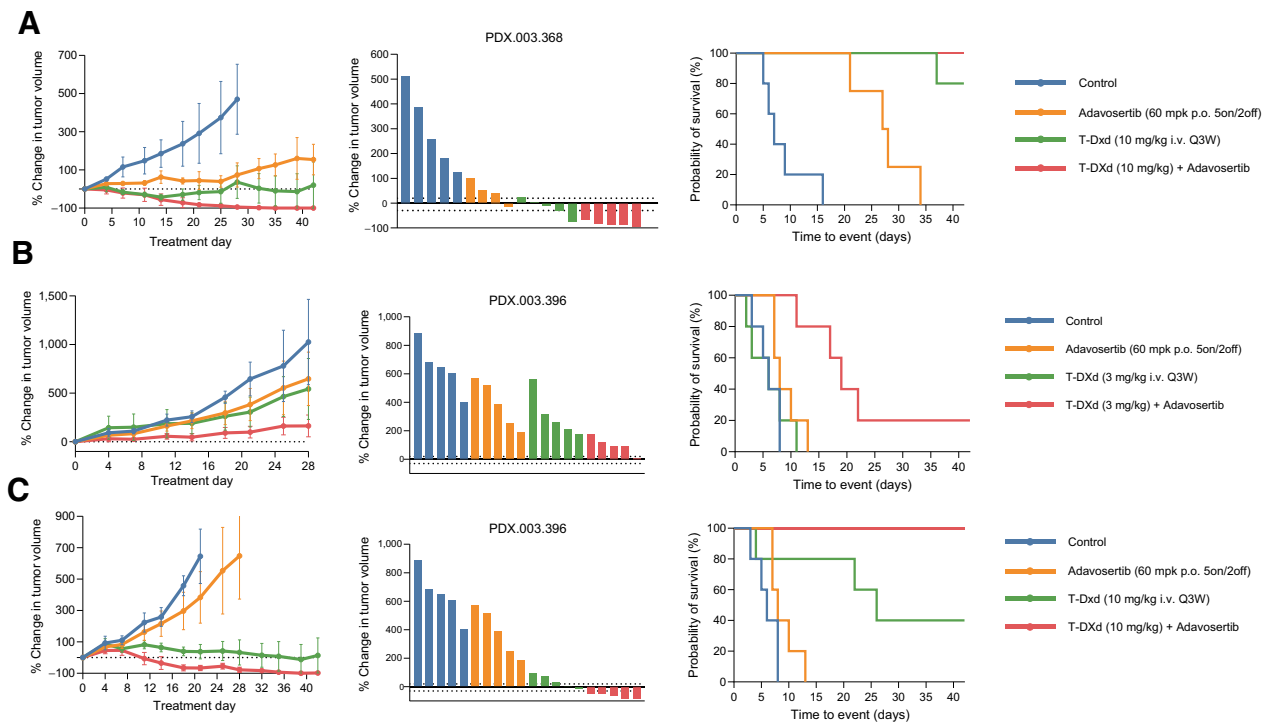 A
700
500
300
100
−100
% Change in tumor volume
0 5 10 15 20 25 30 35 40
Treatment day
PDX.003.368
600
500
400
300
200
100
0
−100
% Change in tumor volume
100
80
60
40
20
0
Probability of survival (%)
0 5 10 15 20 25 30 35 40
Time to event (days)
Control
Adavosertib (60 mpk p.o. 5on/2off)
T-Dxd (10 mg/kg i.v. Q3W)
T-DXd (10 mg/kg) + Adavosertib
B
1,500
1,000
500
0
% Change in tumor volume
0 4 8 12 16 20 24 28
Treatment day
PDX.003.396
1,000
800
600
400
200
0
% Change in tumor volume
100
80
60
40
20
0
Probability of survival (%)
0 5 10 15 20 25 30 35 40
Time to event (days)
Control
Adavosertib (60 mpk p.o. 5on/2off)
T-DXd (3 mg/kg i.v. Q3W)
T-DXd (3 mg/kg) + Adavosertib
C
900
700
500
300
100
−100
% Change in tumor volume
0 4 8 12 16 20 24 28 32 36 40
Treatment day
PDX.003.396
1,000
800
600
400
200
0
% Change in tumor volume
100
80
60
40
20
0
Probability of survival (%)
0 5 10 15 20 25 30 35 40
Time to event (days)
Control
Adavosertib (60 mpk p.o. 5on/2off)
T-Dxd (10 mg/kg i.v. Q3W)
T-DXd (10 mg/kg) + Adavosertib